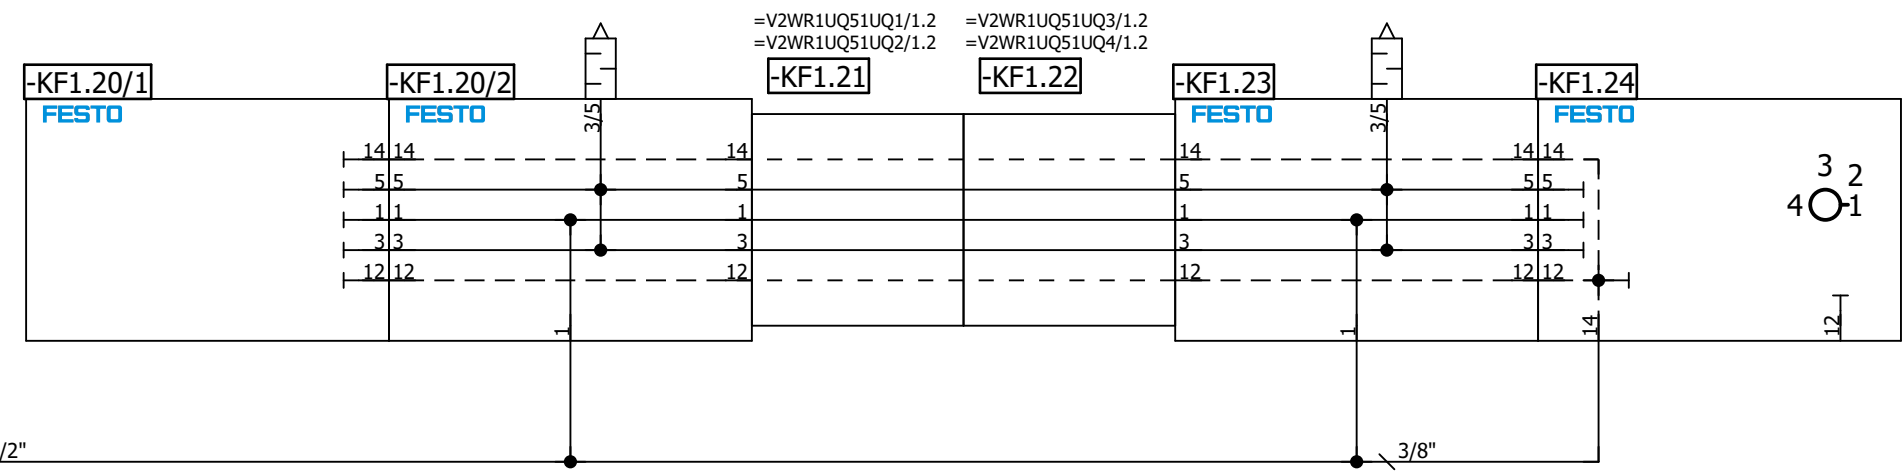 =V2WR1UQ51UQ1/1.2 =V2WR1UQ51UQ3/1.2
=V2WR1UQ51UQ2/1.2 =V2WR1UQ51UQ4/1.2
-KF1.20/1 -KF1.20/2 -KF1.21 -KF1.22 -KF1.23 -KF1.24
FESTO FESTO FESTO FESTO
3/5 3/5
14 14 14 14 14 14
5 5 5 5 5 5
1 1 1 1 1 1
3 3 3 3 3 3
12 12 12 12 12 12
3 2
4 1
1 1 14 12
/2" 3/8"